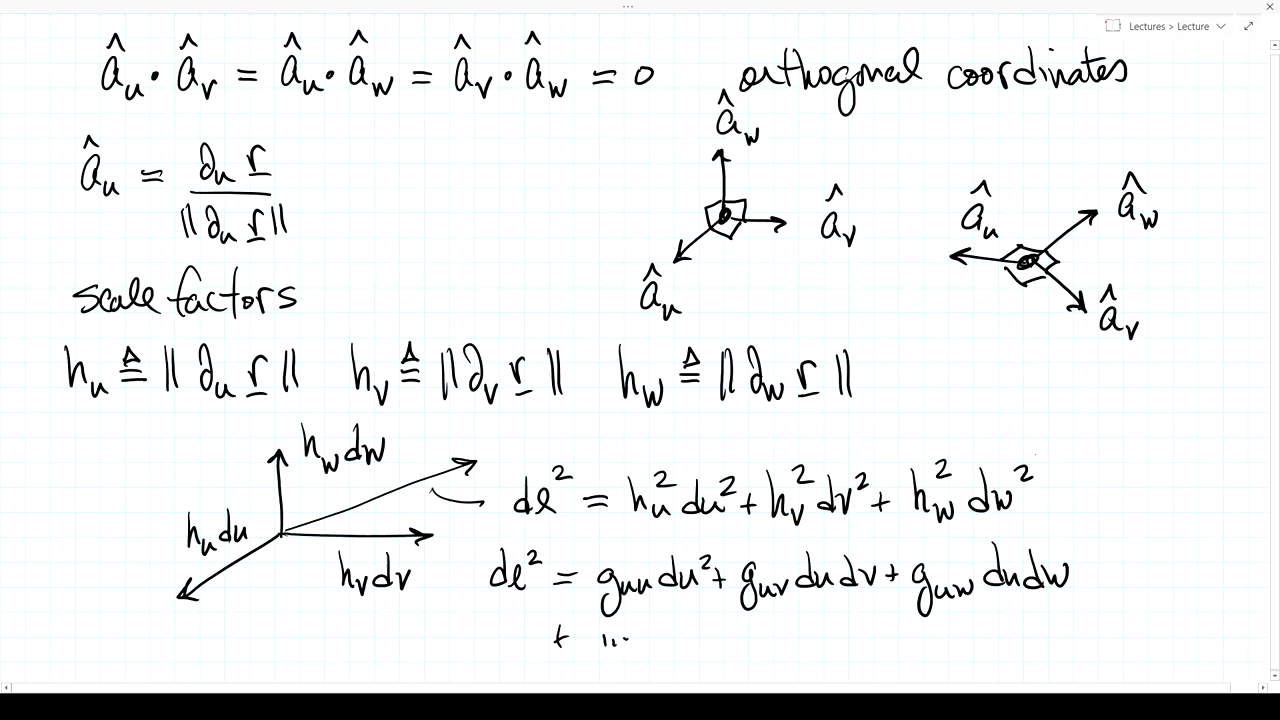 Lectures > Lecture
â_u · â_v = â_u · â_w = â_v · â_w = 0 orthogonal coordinates
â_u = ∂_u r / ‖∂_u r‖
â_w
â_v
â_u
â_u
â_w
â_v
scale factors
h_u ≜ ‖∂_u r‖ h_v ≜ ‖∂_v r‖ h_w ≜ ‖∂_w r‖
h_w dw
h_u du
h_v dv
dℓ² = h_u² du² + h_v² dv² + h_w² dw²
dℓ² = g_uu du² + g_uv du dv + g_uw du dw
+ ...